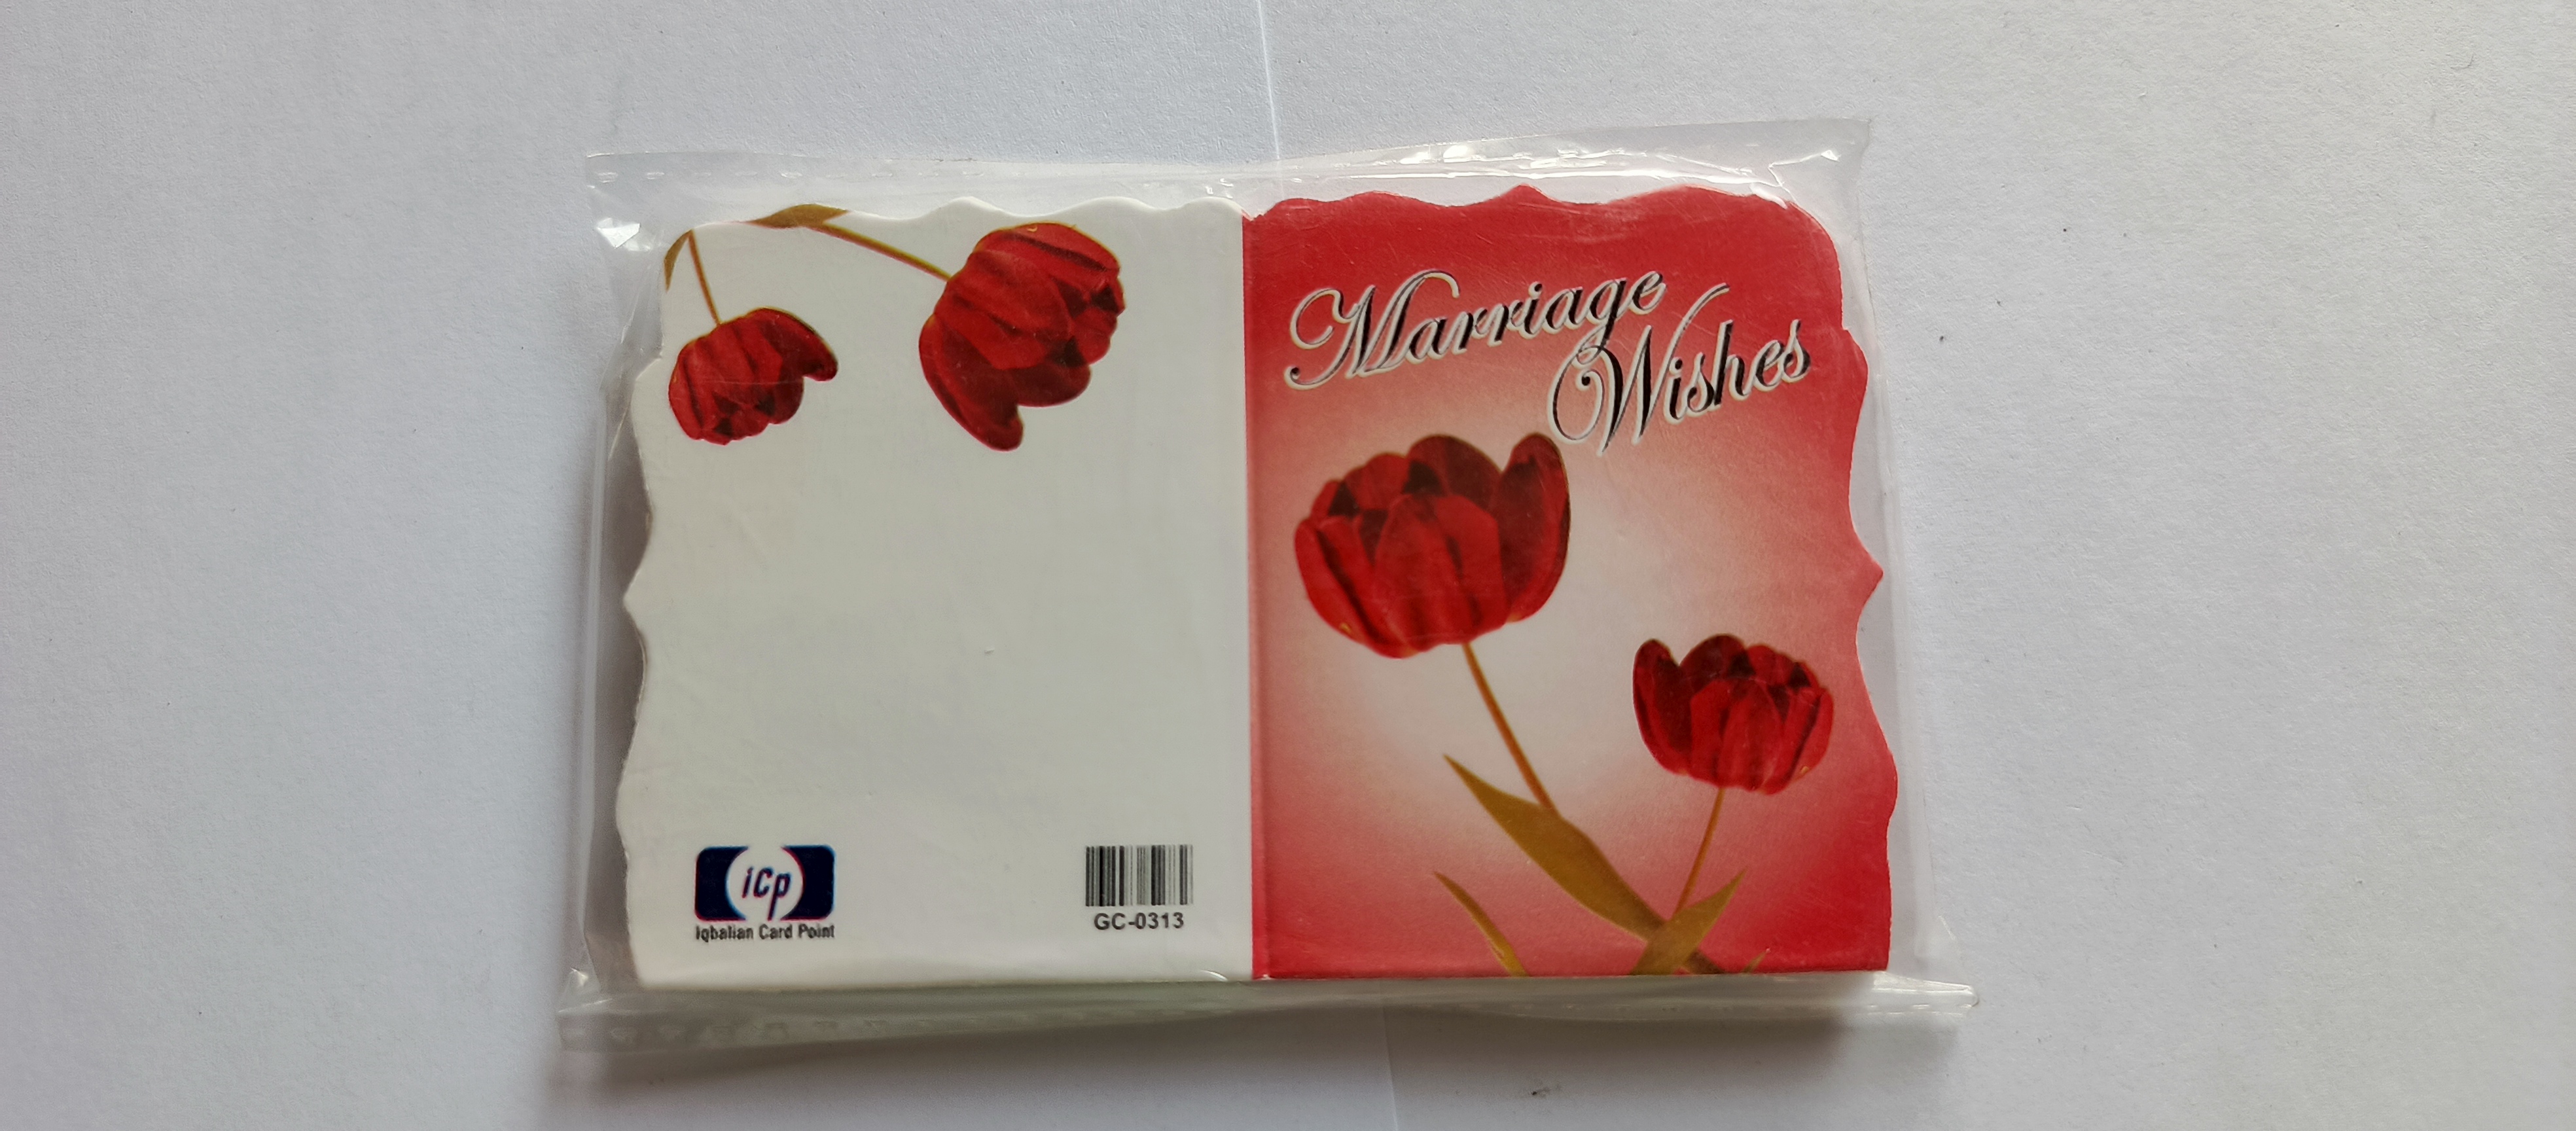 Marriage
Wishes
icp
Iqbalian Card Point
GC-0313